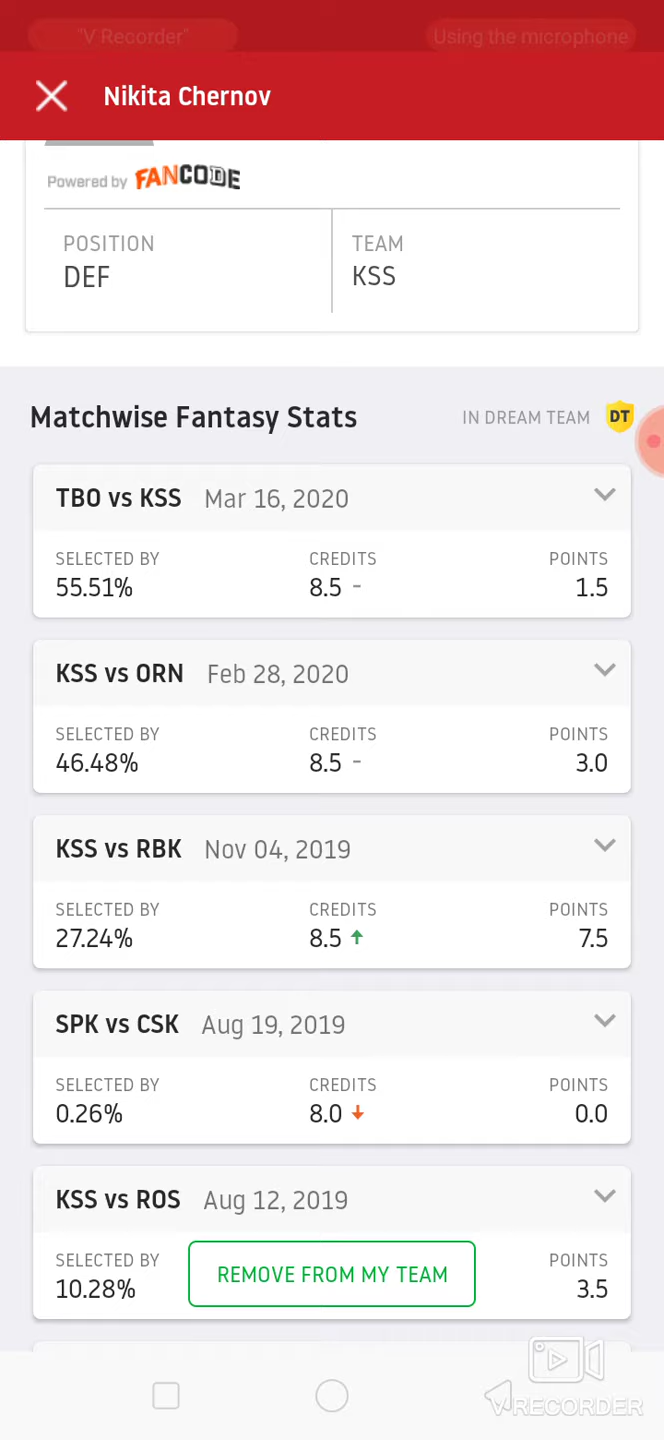 "V Recorder" Using the microphone
Nikita Chernov
Powered by FANCODE
POSITION TEAM
DEF KSS
Matchwise Fantasy Stats IN DREAM TEAM DT
TBO vs KSS Mar 16, 2020
SELECTED BY CREDITS POINTS
55.51% 8.5 - 1.5
KSS vs ORN Feb 28, 2020
SELECTED BY CREDITS POINTS
46.48% 8.5 - 3.0
KSS vs RBK Nov 04, 2019
SELECTED BY CREDITS POINTS
27.24% 8.5 7.5
SPK vs CSK Aug 19, 2019
SELECTED BY CREDITS POINTS
0.26% 8.0 0.0
KSS vs ROS Aug 12, 2019
SELECTED BY POINTS
REMOVE FROM MY TEAM
10.28% 3.5
VRECORDER